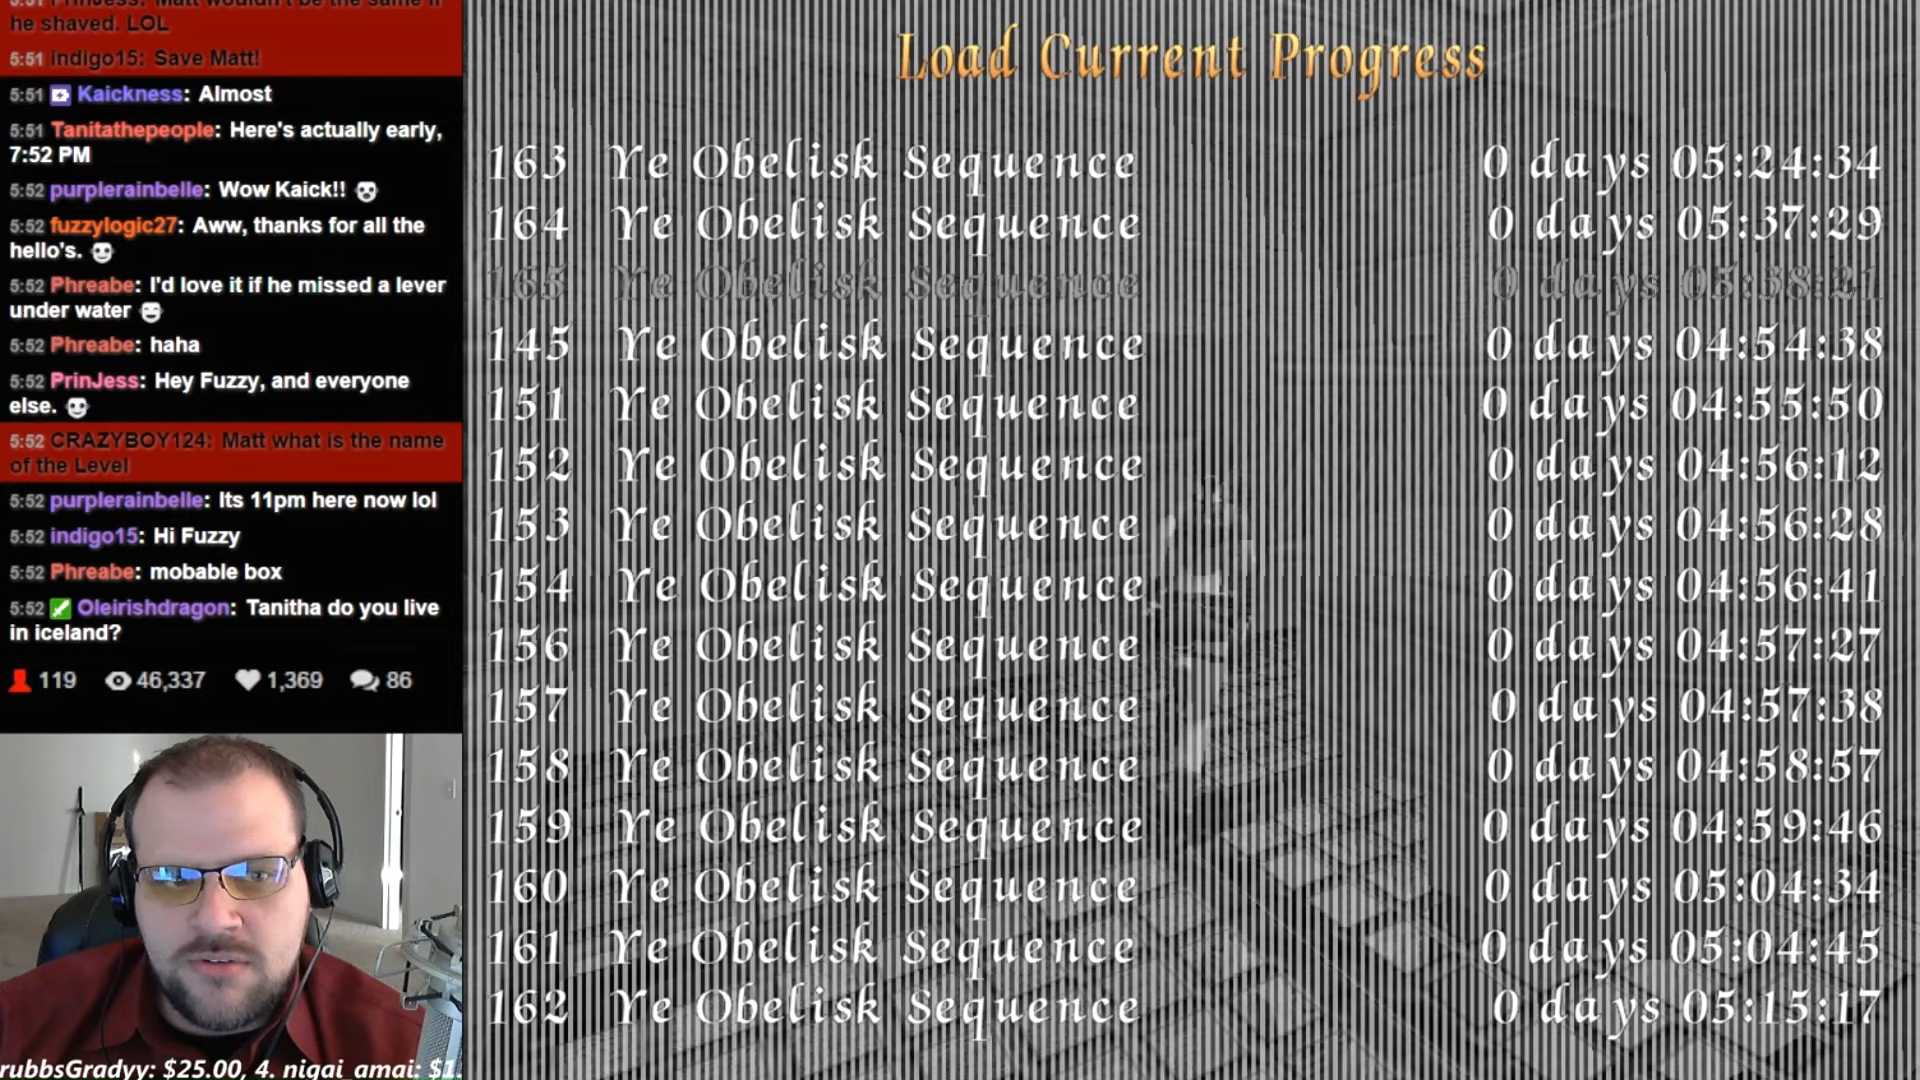 5:51 PrinJess: Matt wouldn't be the same if
he shaved. LOL
5:51 indigo15: Save Matt!
5:51 Kaickness: Almost
5:51 Tanitathepeople: Here's actually early,
7:52 PM
5:52 purplerainbelle: Wow Kaick!!
5:52 fuzzylogic27: Aww, thanks for all the
hello's.
5:52 Phreabe: I'd love it if he missed a lever
under water
5:52 Phreabe: haha
5:52 PrinJess: Hey Fuzzy, and everyone
else.
5:52 CRAZYBOY124: Matt what is the name
of the Level
5:52 purplerainbelle: Its 11pm here now lol
5:52 indigo15: Hi Fuzzy
5:52 Phreabe: mobable box
5:52 Oleirishdragon: Tanitha do you live
in iceland?
119 46,337 1,369 86
rubbsGradyy: $25.00, 4. nigai_amai: $1.
Load Current Progress
163 Ye Obelisk Sequence 0 days 05:24:34
164 Ye Obelisk Sequence 0 days 05:37:29
165 Ye Obelisk Sequence 0 days 05:38:21
145 Ye Obelisk Sequence 0 days 04:54:38
151 Ye Obelisk Sequence 0 days 04:55:50
152 Ye Obelisk Sequence 0 days 04:56:12
153 Ye Obelisk Sequence 0 days 04:56:28
154 Ye Obelisk Sequence 0 days 04:56:41
156 Ye Obelisk Sequence 0 days 04:57:27
157 Ye Obelisk Sequence 0 days 04:57:38
158 Ye Obelisk Sequence 0 days 04:58:57
159 Ye Obelisk Sequence 0 days 04:59:46
160 Ye Obelisk Sequence 0 days 05:04:34
161 Ye Obelisk Sequence 0 days 05:04:45
162 Ye Obelisk Sequence 0 days 05:15:17